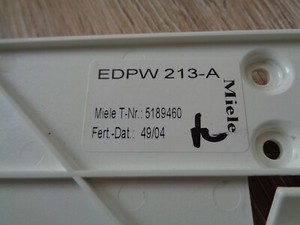 EDPW 213-A
Miele
Miele T-Nr.: 5189460
Fert.-Dat.: 49/04